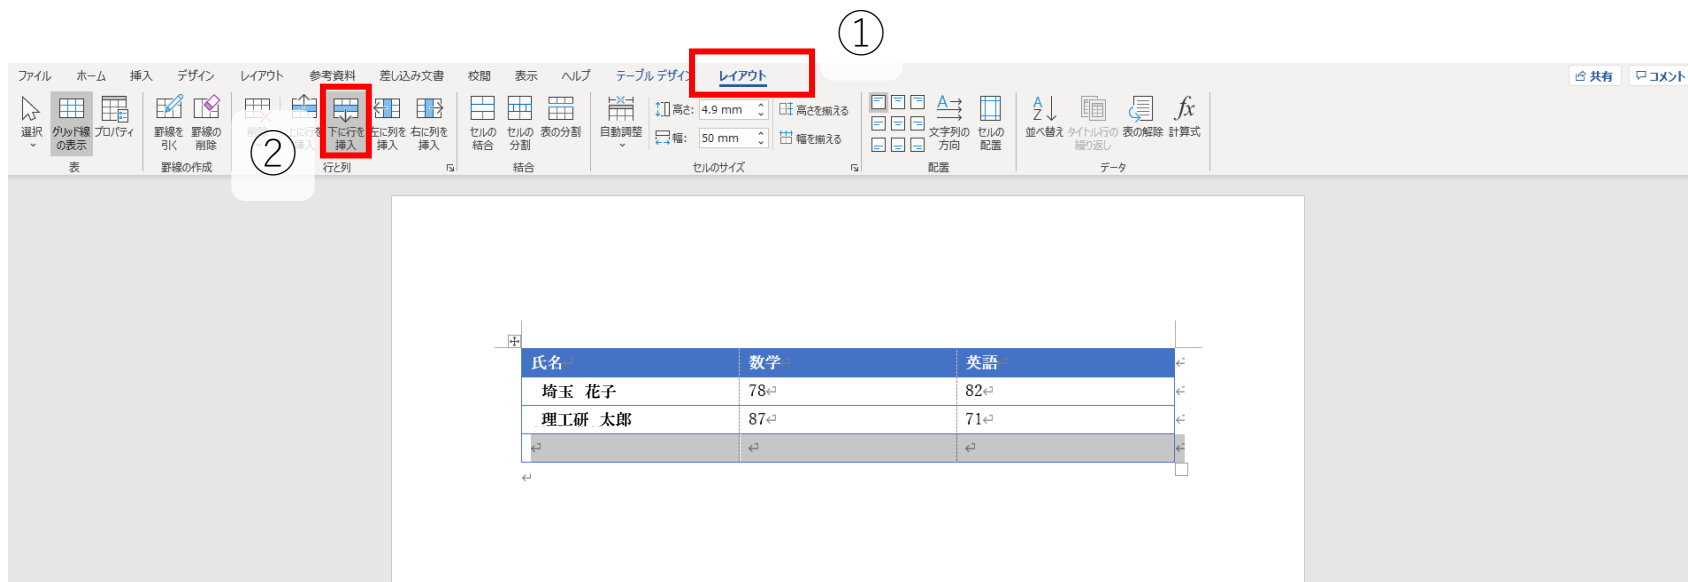 ①
ファイル ホーム 挿入 デザイン レイアウト 参考資料 差し込み文書 校閲 表示 ヘルプ テーブル デザイン レイアウト 共有 コメント
選択 グリッド線の表示 プロパティ
表
罫線を引く 罫線の削除
罫線の作成
②
削除 上に行を挿入 下に行を挿入 左に列を挿入 右に列を挿入
行と列
セルの結合 セルの分割 表の分割
結合
自動調整
高さ: 4.9 mm 高さを揃える
幅: 50 mm 幅を揃える
セルのサイズ
文字列の方向 セルの配置
配置
並べ替え タイトル行の繰り返し 表の解除 計算式
データ
氏名 数学 英語
埼玉 花子 78 82
理工研 太郎 87 71